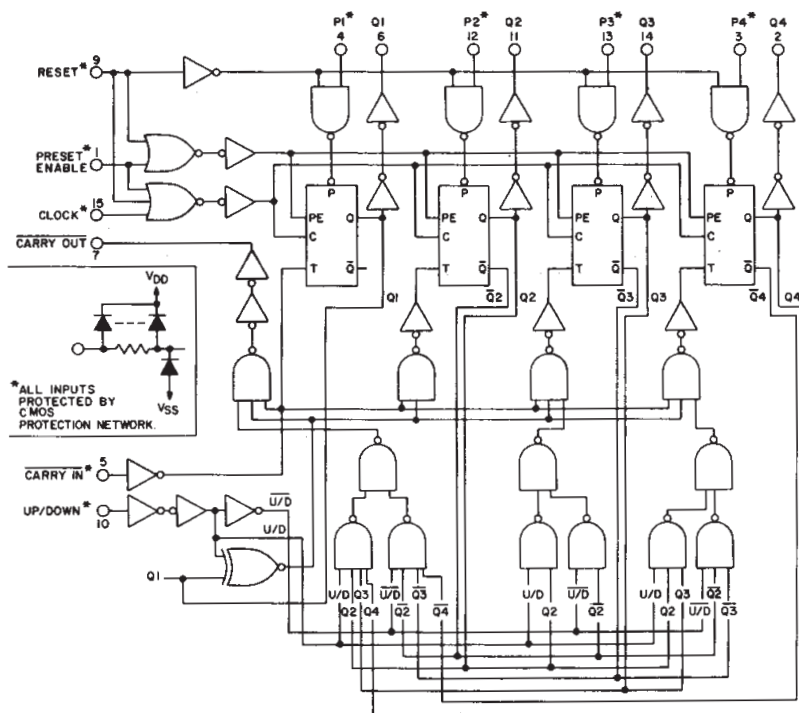 P1* Q1 P2* Q2 P3* Q3 P4* Q4
4 6 12 11 13 14 3 2
RESET* 9
PRESET* 1
ENABLE
CLOCK* 15
CARRY OUT
7
P P P P
PE Q PE Q PE Q PE Q
C C C C
T Q̅ T Q̅ T Q̅ T Q̅
Q1 Q̅2 Q2 Q̅3 Q3 Q̅4 Q4
VDD
*ALL INPUTS
PROTECTED BY
CMOS
PROTECTION NETWORK.
VSS
CARRY IN* 5
UP/DOWN*
10
U̅/̅D̅
U/D
Q1
U/D Q2 Q3 Q4 U̅/̅D̅ Q̅2 Q̅3 Q̅4
U/D Q2 U̅/̅D̅ Q̅2
U/D Q2 Q3 U̅/̅D̅ Q̅2 Q̅3